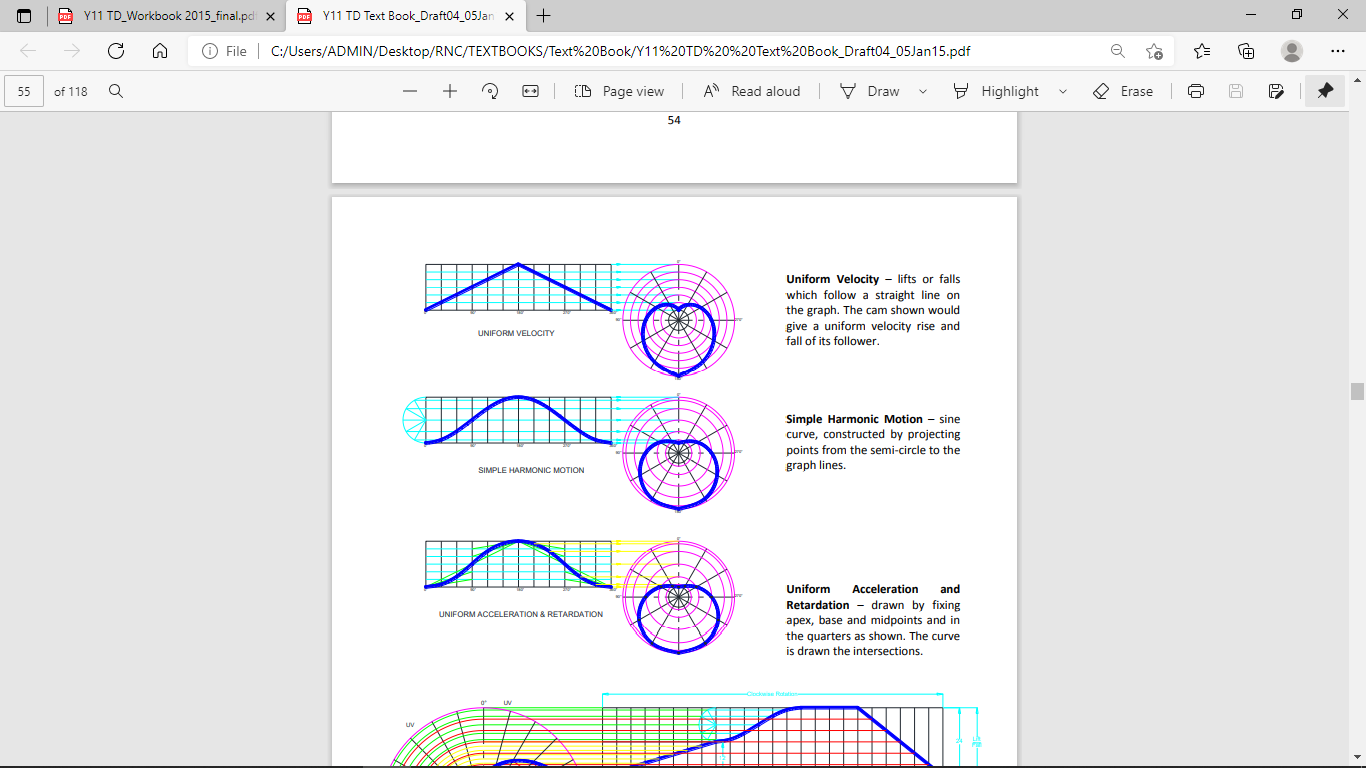 Y11 TD_Workbook 2015_final.pdf
Y11 TD Text Book_Draft04_05Jan
File
C:/Users/ADMIN/Desktop/RNC/TEXTBOOKS/Text%20Book/Y11%20TD%20%20Text%20Book_Draft04_05Jan15.pdf
55 of 118
Page view
Read aloud
Draw
Highlight
Erase
54
Uniform Velocity – lifts or falls
which follow a straight line on
the graph. The cam shown would
give a uniform velocity rise and
fall of its follower.
UNIFORM VELOCITY
Simple Harmonic Motion – sine
curve, constructed by projecting
points from the semi-circle to the
graph lines.
SIMPLE HARMONIC MOTION
Uniform Acceleration and
Retardation – drawn by fixing
apex, base and midpoints and in
the quarters as shown. The curve
is drawn the intersections.
UNIFORM ACCELERATION & RETARDATION
Clockwise Rotation
0°
UV
UV